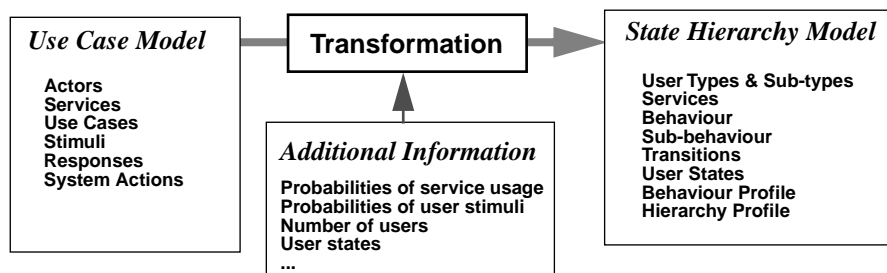 Use Case Model
Actors
Services
Use Cases
Stimuli
Responses
System Actions
Transformation
Additional Information
Probabilities of service usage
Probabilities of user stimuli
Number of users
User states
...
State Hierarchy Model
User Types & Sub-types
Services
Behaviour
Sub-behaviour
Transitions
User States
Behaviour Profile
Hierarchy Profile